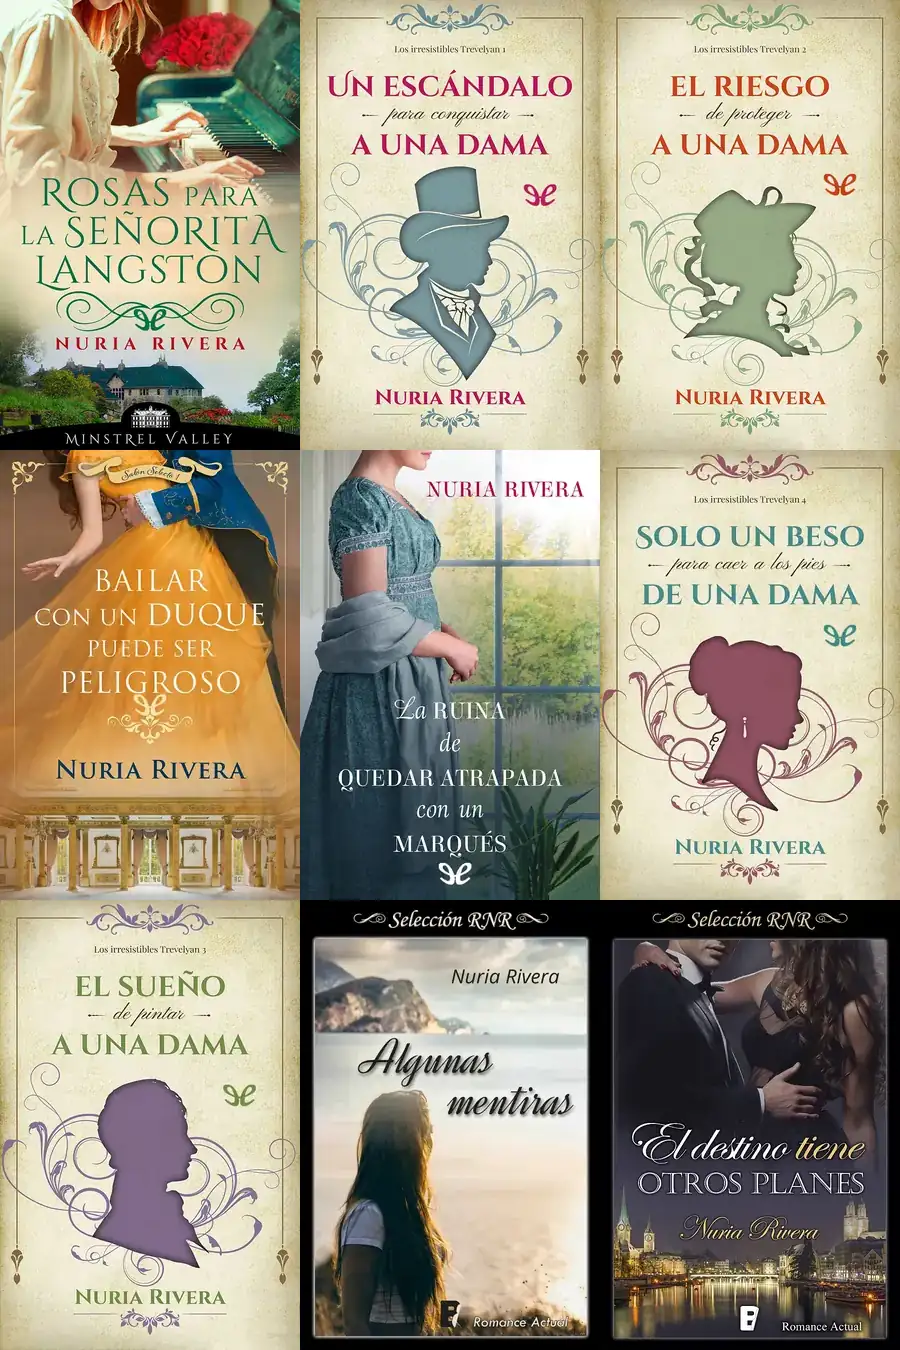 ROSAS PARA
LA SEÑORITA
LANGSTON
NURIA RIVERA
MINSTREL VALLEY
Los irresistibles Trevelyan 1
UN ESCÁNDALO
para conquistar
A UNA DAMA
NURIA RIVERA
Los irresistibles Trevelyan 2
EL RIESGO
de proteger
A UNA DAMA
NURIA RIVERA
Salón Selecto 1
BAILAR
CON UN DUQUE
PUEDE SER
PELIGROSO
NURIA RIVERA
NURIA RIVERA
La RUINA
de
QUEDAR ATRAPADA
con un
MARQUÉS
Los irresistibles Trevelyan 4
SOLO UN BESO
para caer a los pies
DE UNA DAMA
NURIA RIVERA
Los irresistibles Trevelyan 3
EL SUEÑO
de pintar
A UNA DAMA
NURIA RIVERA
Selección RNR
Nuria Rivera
Algunas
mentiras
B
Romance Actual
Selección RNR
El destino tiene
OTROS PLANES
Nuria Rivera
B
Romance Actual